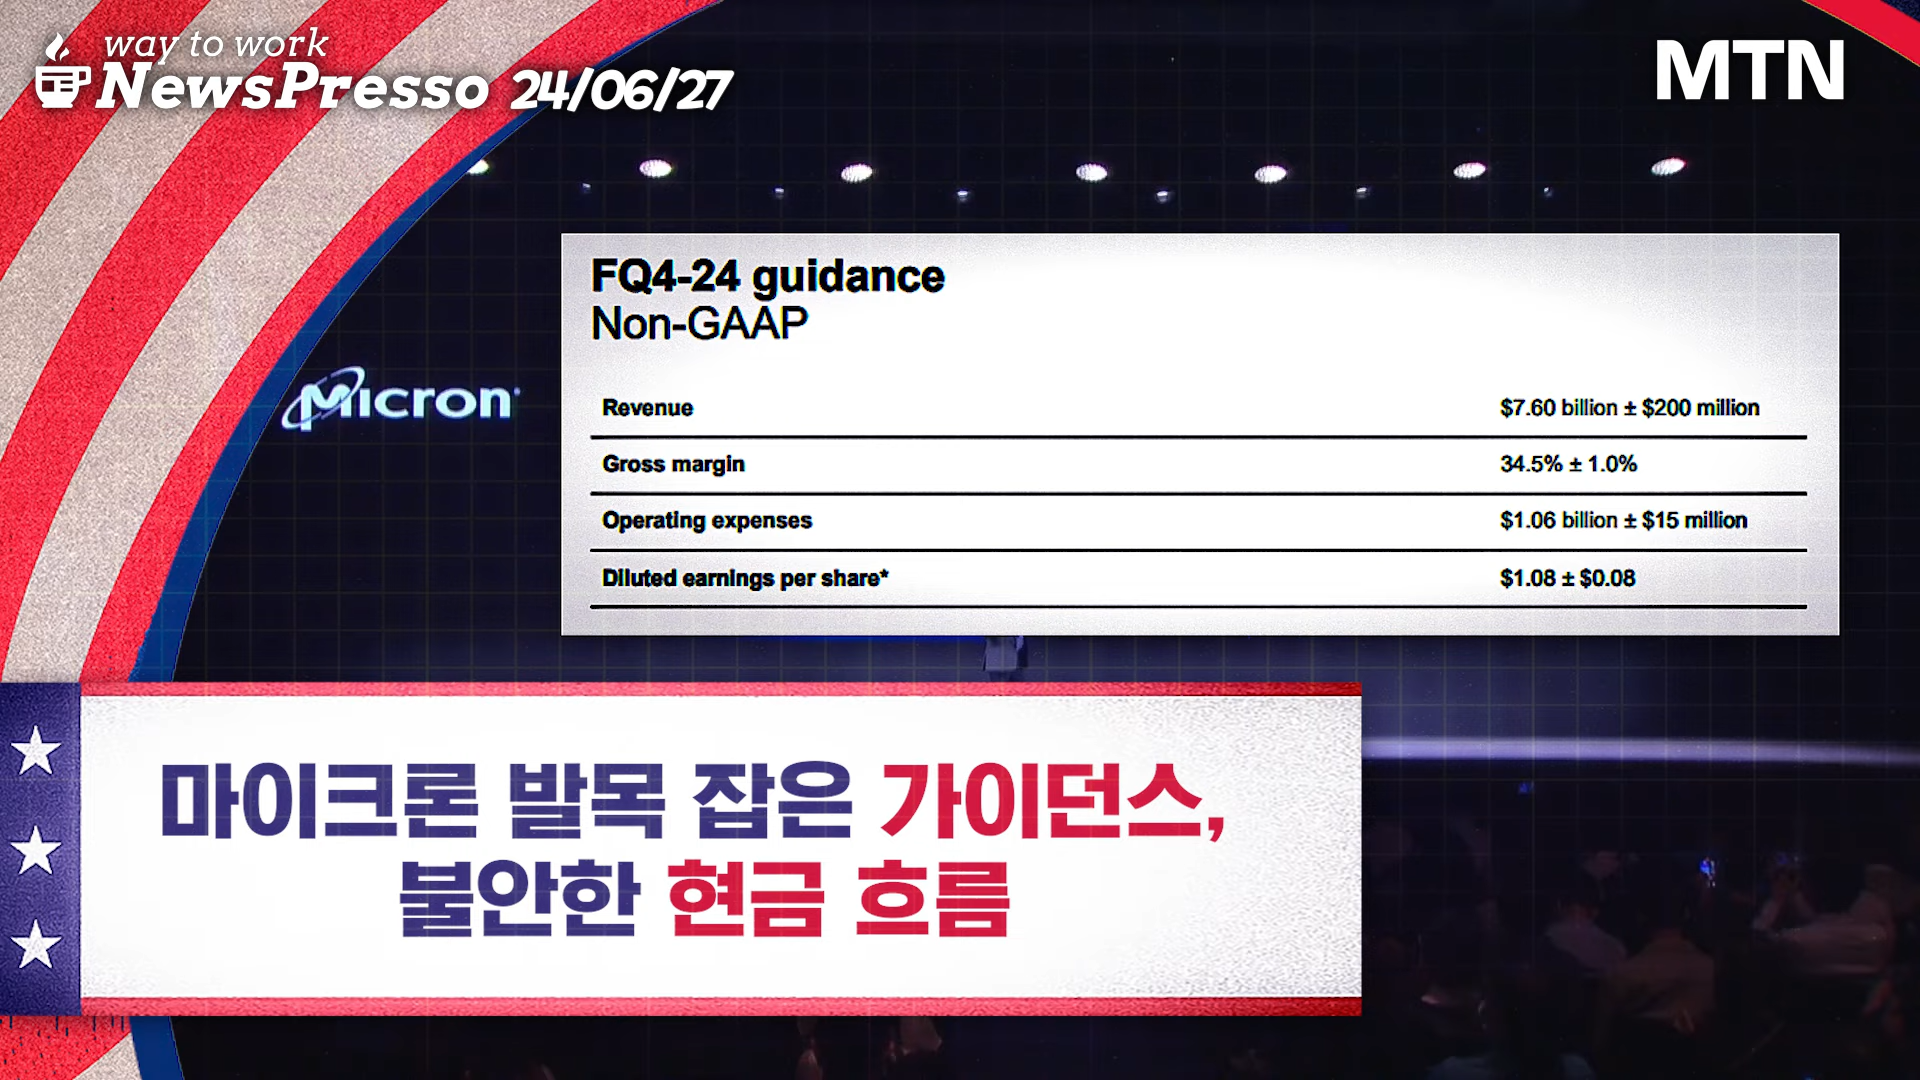 way to work
NewsPresso 24/06/27
MTN
Micron
FQ4-24 guidance
Non-GAAP
Revenue $7.60 billion ± $200 million
Gross margin 34.5% ± 1.0%
Operating expenses $1.06 billion ± $15 million
Diluted earnings per share* $1.08 ± $0.08
마이크론 발목 잡은 가이던스,
불안한 현금 흐름